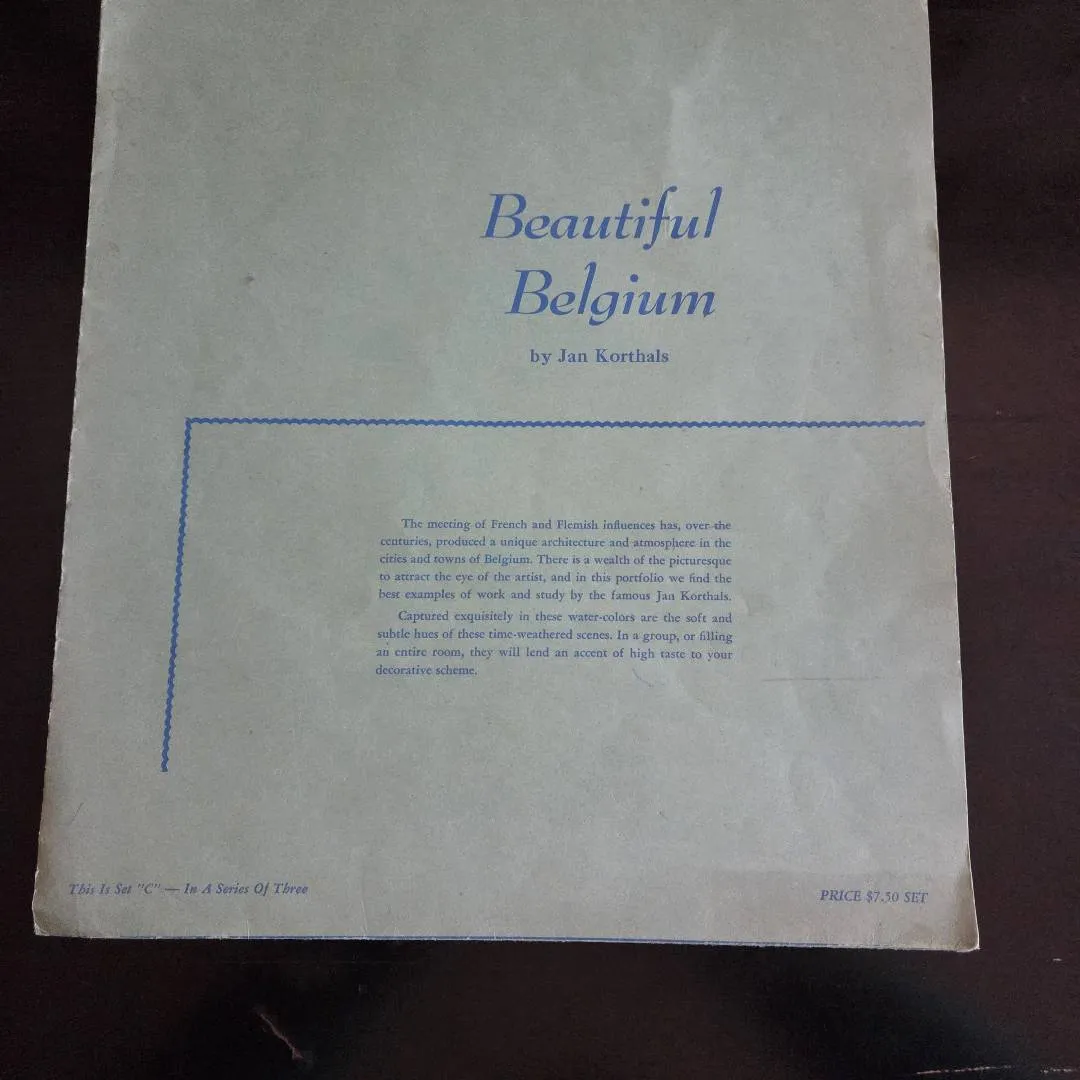 Beautiful
Belgium
by Jan Korthals
The meeting of French and Flemish influences has, over the
centuries, produced a unique architecture and atmosphere in the
cities and towns of Belgium. There is a wealth of the picturesque
to attract the eye of the artist, and in this portfolio we find the
best examples of work and study by the famous Jan Korthals.
Captured exquisitely in these water-colors are the soft and
subtle hues of these time-weathered scenes. In a group, or filling
an entire room, they will lend an accent of high taste to your
decorative scheme.
This Is Set "C" — In A Series Of Three
PRICE $7.50 SET